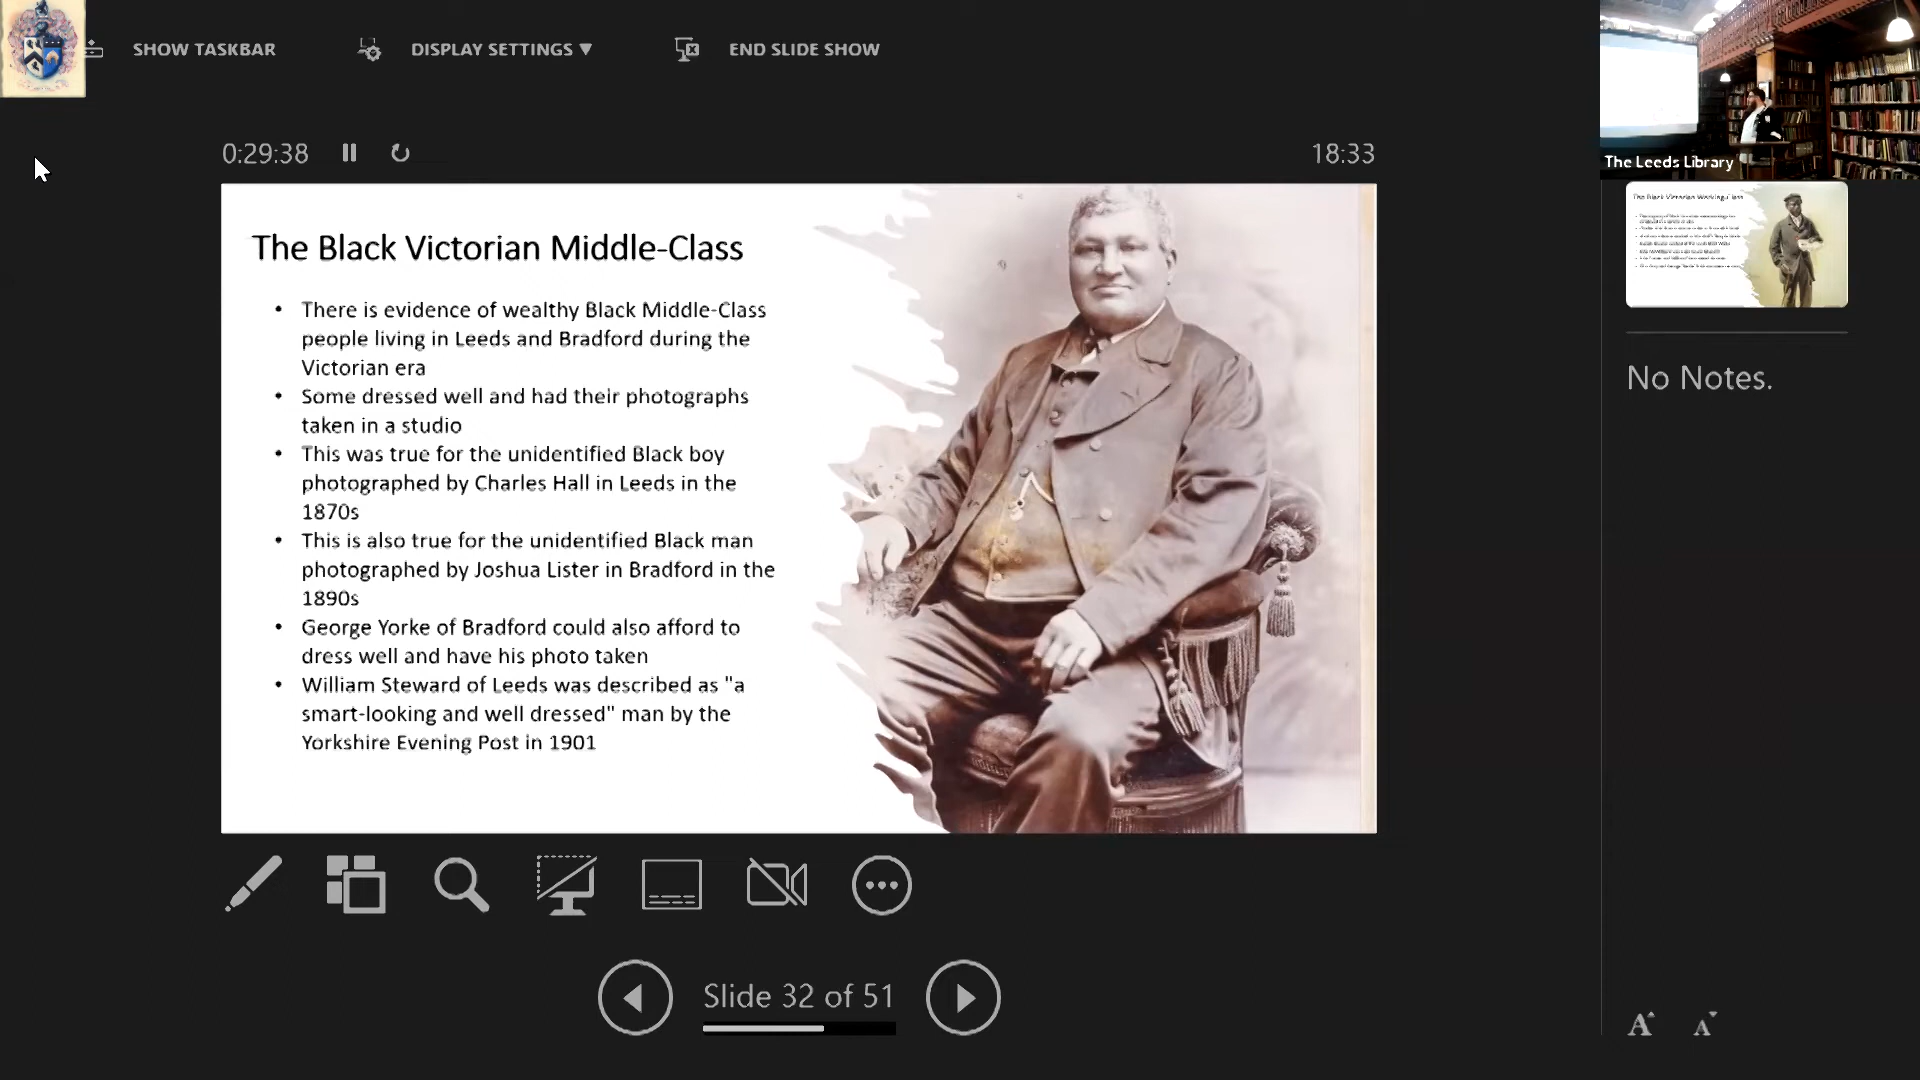 SHOW TASKBAR
DISPLAY SETTINGS ▼
END SLIDE SHOW
0:29:38
18:33
The Leeds Library
The Black Victorian Middle-Class
• There is evidence of wealthy Black Middle-Class
people living in Leeds and Bradford during the
Victorian era
• Some dressed well and had their photographs
taken in a studio
• This was true for the unidentified Black boy
photographed by Charles Hall in Leeds in the
1870s
• This is also true for the unidentified Black man
photographed by Joshua Lister in Bradford in the
1890s
• George Yorke of Bradford could also afford to
dress well and have his photo taken
• William Steward of Leeds was described as "a
smart-looking and well dressed" man by the
Yorkshire Evening Post in 1901
The Black Victorian Working-Class
No Notes.
Slide 32 of 51
A
A